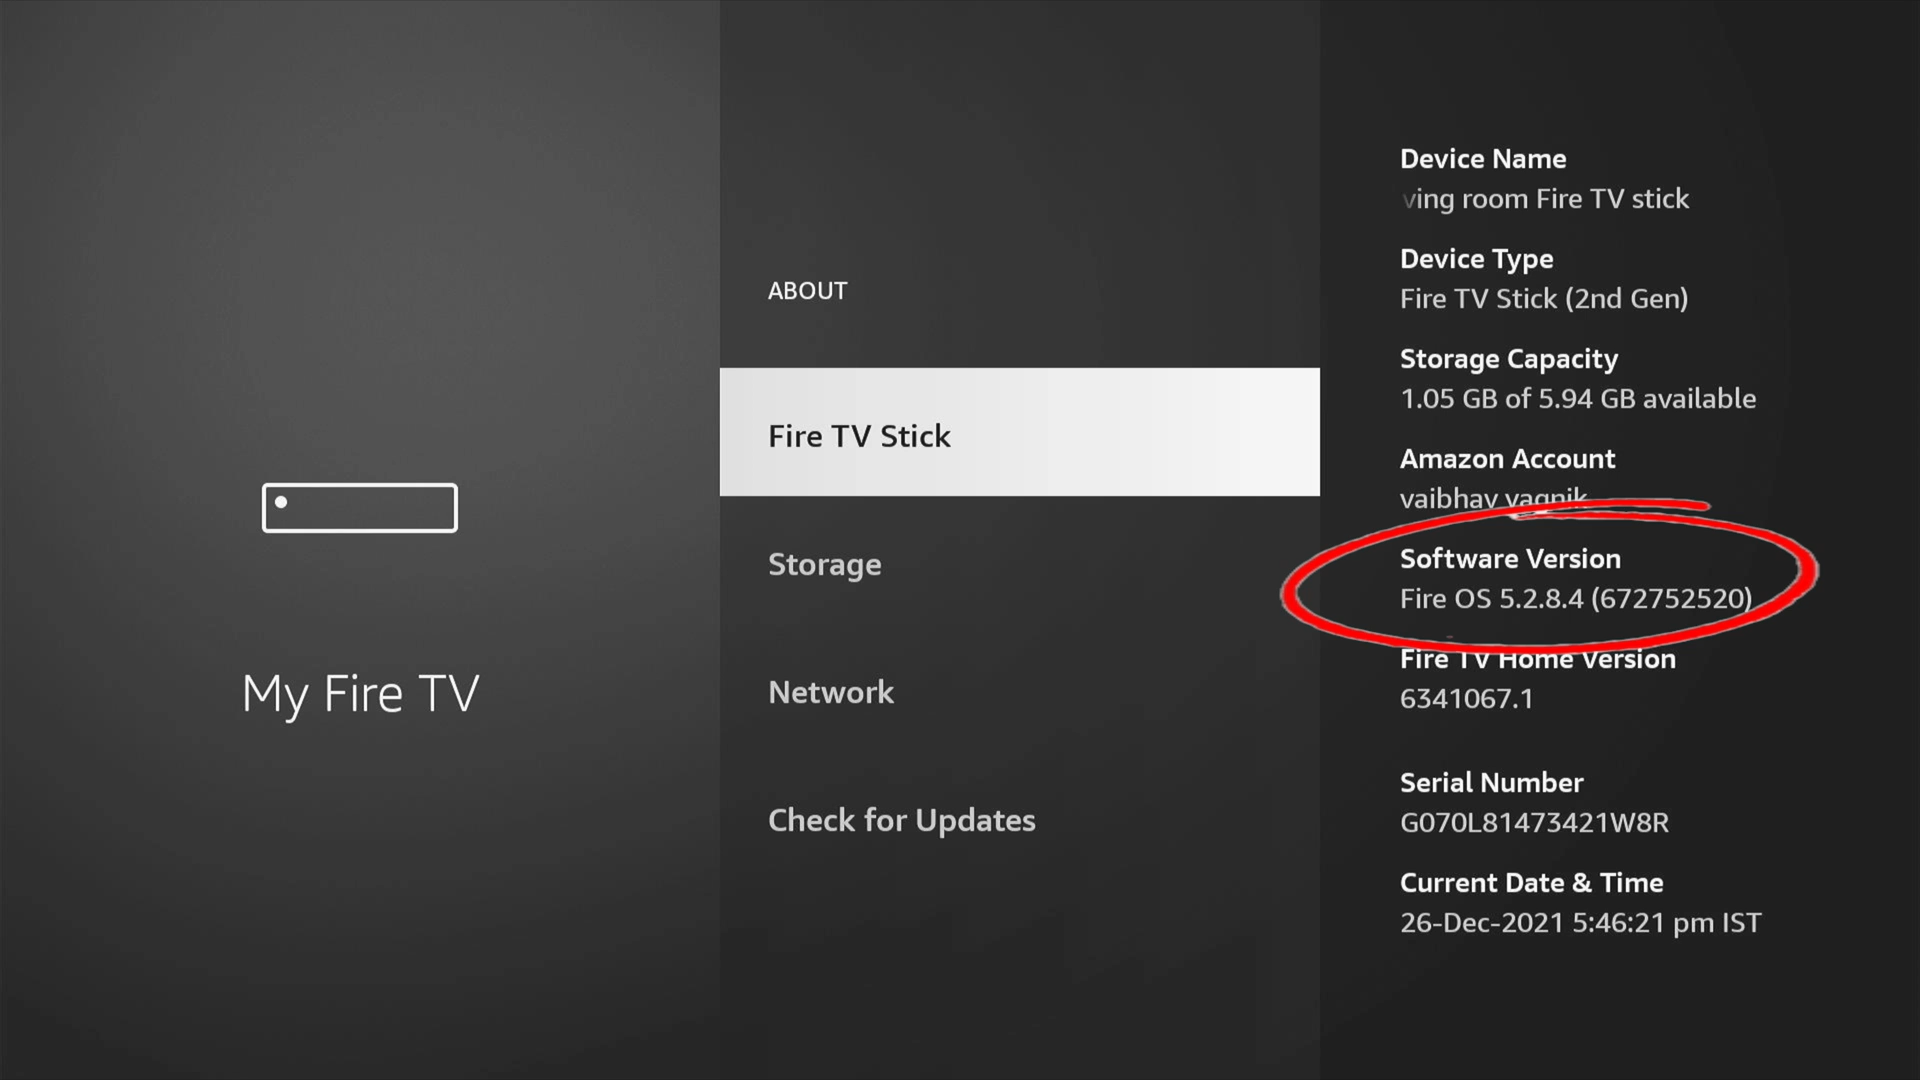 My Fire TV
ABOUT
Fire TV Stick
Storage
Network
Check for Updates
Device Name
ving room Fire TV stick
Device Type
Fire TV Stick (2nd Gen)
Storage Capacity
1.05 GB of 5.94 GB available
Amazon Account
vaibhav yagnik
Software Version
Fire OS 5.2.8.4 (672752520)
Fire TV Home Version
6341067.1
Serial Number
G070L81473421W8R
Current Date & Time
26-Dec-2021 5:46:21 pm IST